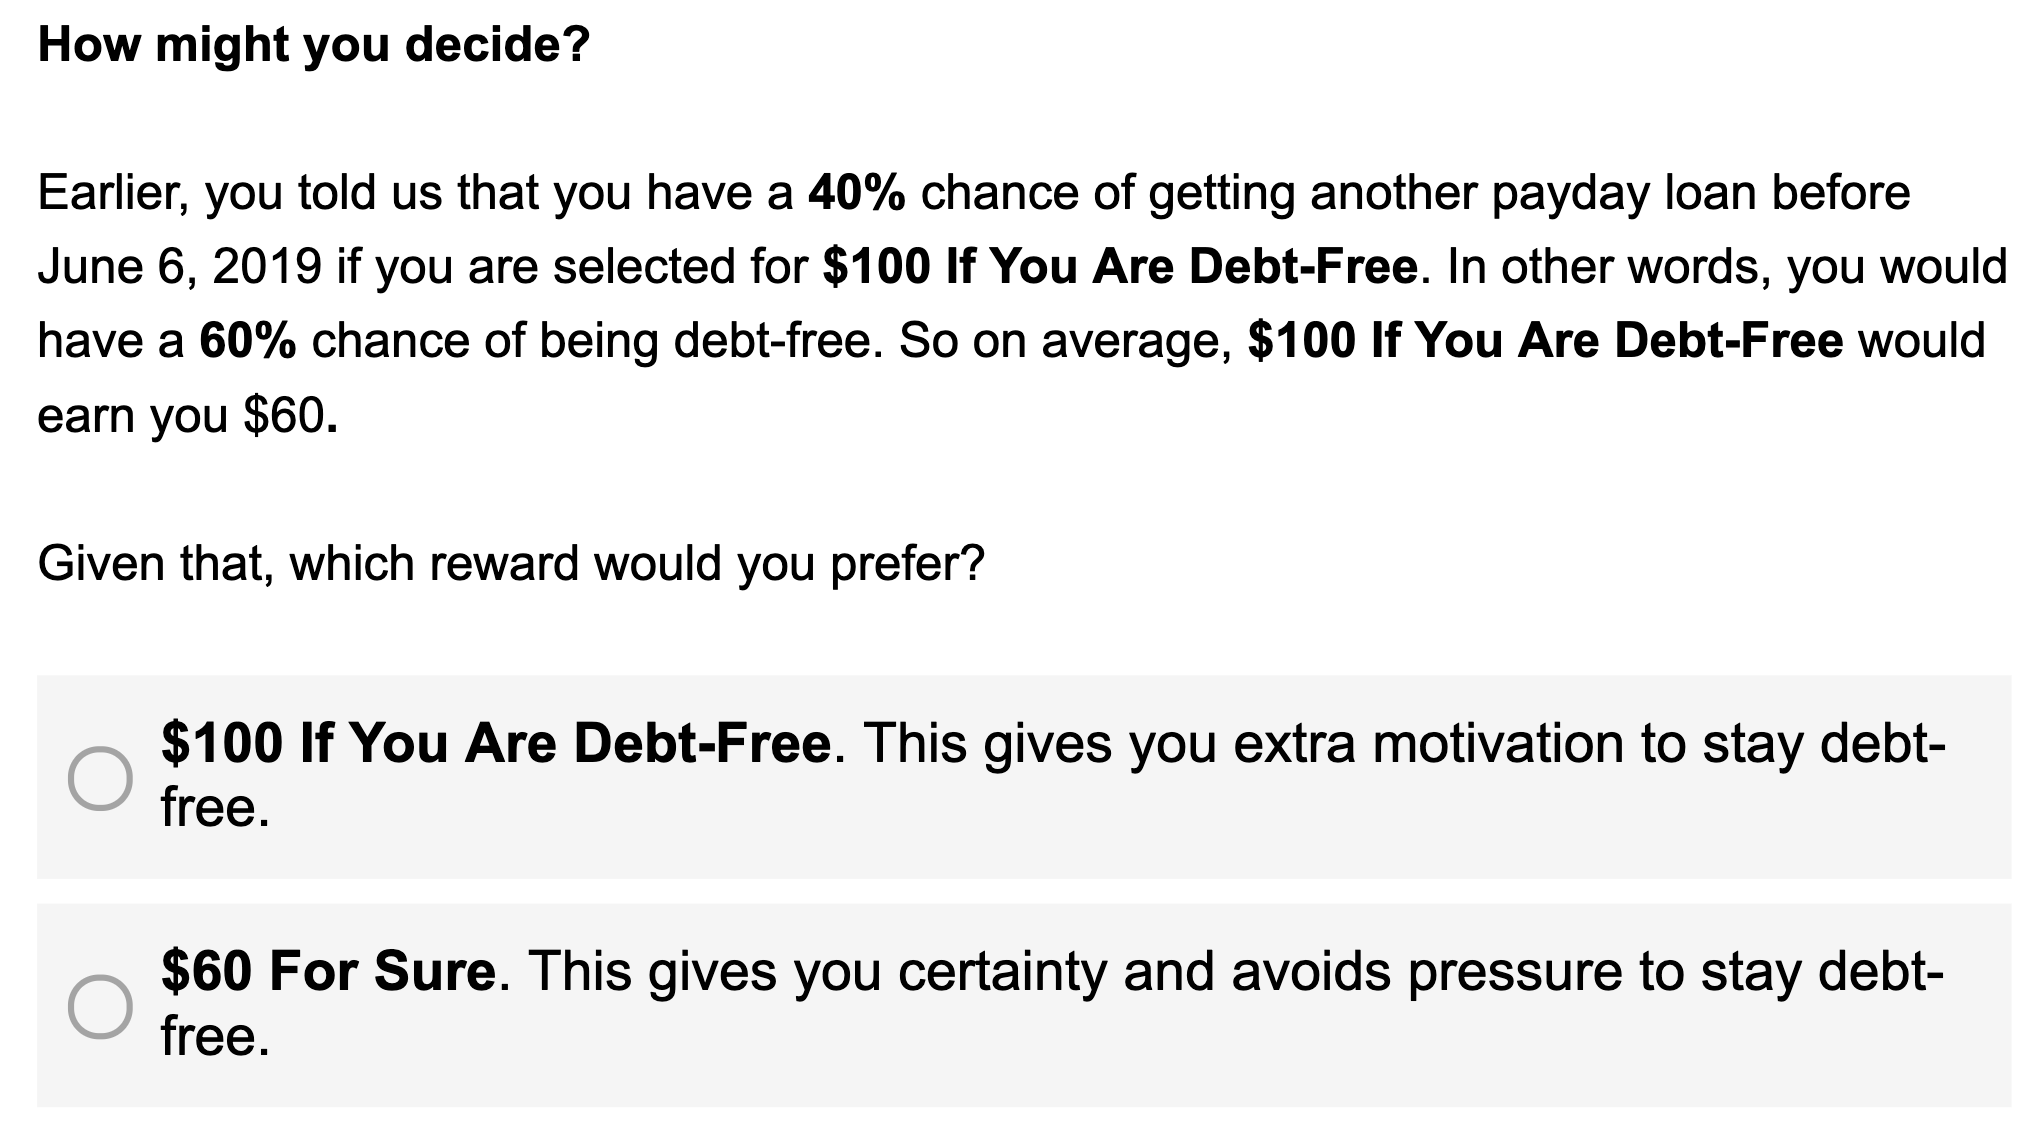 How might you decide?
Earlier, you told us that you have a 40% chance of getting another payday loan before
June 6, 2019 if you are selected for $100 If You Are Debt-Free. In other words, you would
have a 60% chance of being debt-free. So on average, $100 If You Are Debt-Free would
earn you $60.
Given that, which reward would you prefer?
$100 If You Are Debt-Free. This gives you extra motivation to stay debt-
free.
$60 For Sure. This gives you certainty and avoids pressure to stay debt-
free.